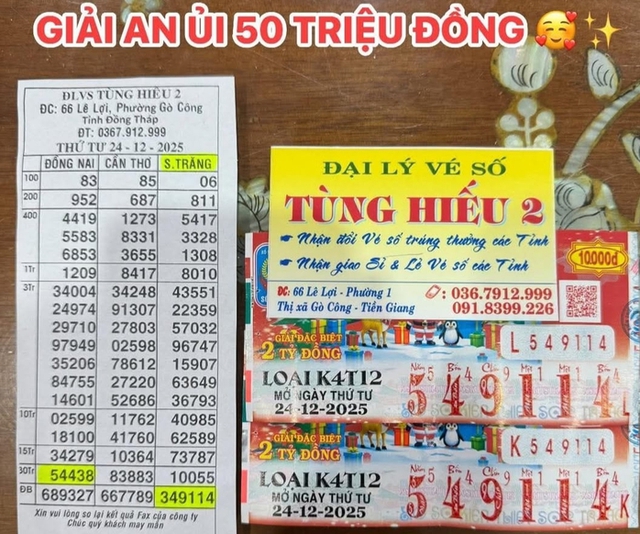 GIẢI AN ỦI 50 TRIỆU ĐỒNG
ĐLVS TÙNG HIẾU 2
ĐC: 66 Lê Lợi, Phường Gò Công
Tỉnh Đồng Tháp
ĐT: 0367.912.999
THỨ TƯ 24 - 12 - 2025
ĐỒNG NAI CẦN THƠ S.TRĂNG
100 83 85 06
200 952 687 811
400 4419 1273 5417
5583 8331 3328
6853 3655 1308
1Tr 1209 8417 8010
3Tr 34004 34248 43551
24974 91307 22359
29710 27803 57032
97949 02598 96747
35206 78612 15907
84755 27220 63649
14601 52686 36793
10Tr 02599 11762 40985
18100 41760 62589
15Tr 34279 10364 73787
30Tr 54438 83883 10055
ĐB 689327 667789 349114
Xin vui lòng so lại kết quả Fax của công ty
Chúc quý khách may mắn
ĐẠI LÝ VÉ SỐ
TÙNG HIẾU 2
Nhận đổi Vé số trúng thưởng các Tỉnh
Nhận giao Sỉ & Lẻ Vé số các Tỉnh
ĐC: 66 Lê Lợi - Phường 1
Thị xã Gò Công - Tiền Giang
: 036.7912.999
091.8399.226
10.000đ
GIẢI ĐẶC BIỆT
2 TỶ ĐỒNG
L 549114
LOẠI K4T12
MỞ NGÀY THỨ TƯ
24-12-2025
549114 L
GIẢI ĐẶC BIỆT
2 TỶ ĐỒNG
K 549114
LOẠI K4T12
MỞ NGÀY THỨ TƯ
24-12-2025
549114 K